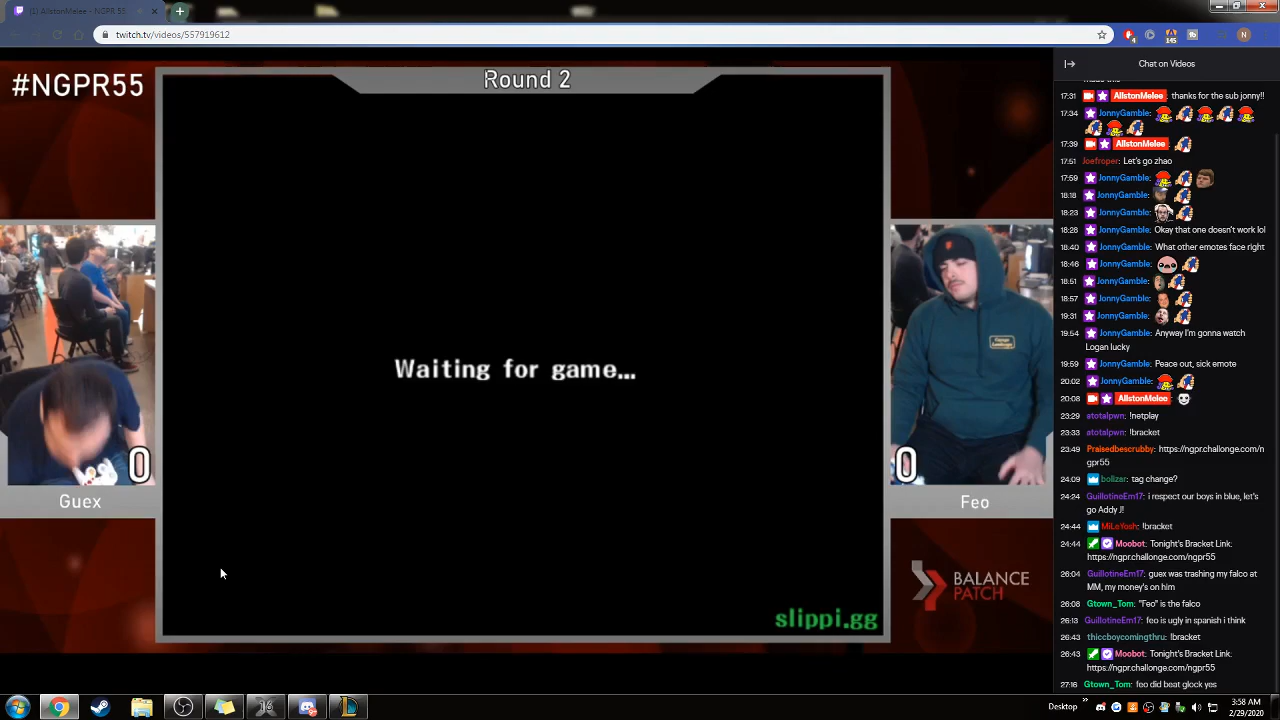 (1) AllstonMelee - NGPR 55
twitch.tv/videos/557919612
#NGPR55
Round 2
Waiting for game...
slippi.gg
0
Guex
0
Feo
BALANCE
PATCH
Chat on Videos
17:31 AllstonMelee: thanks for the sub jonny!!
17:34 JonnyGamble:
17:39 AllstonMelee:
17:51 Joefroper: Let's go zhao
17:59 JonnyGamble:
18:18 JonnyGamble:
18:23 JonnyGamble:
18:28 JonnyGamble: Okay that one doesn't work lol
18:40 JonnyGamble: What other emotes face right
18:46 JonnyGamble:
18:51 JonnyGamble:
18:57 JonnyGamble:
19:31 JonnyGamble:
19:54 JonnyGamble: Anyway I'm gonna watch
Logan lucky
19:59 JonnyGamble: Peace out, sick emote
20:02 JonnyGamble:
20:08 AllstonMelee:
23:29 atotalpwn: !netplay
23:33 atotalpwn: !bracket
23:49 Praisedbescrubby: https://ngpr.challonge.com/n
gpr55
24:09 bolizar: tag change?
24:24 GuillotineEm17: i respect our boys in blue, let's
go Addy J!
24:44 MiLeYosh: !bracket
24:44 Moobot: Tonight's Bracket Link:
https://ngpr.challonge.com/ngpr55
26:04 GuillotineEm17: guex was trashing my falco at
MM, my money's on him
26:08 Gtown_Tom: "Feo" is the falco
26:13 GuillotineEm17: feo is ugly in spanish i think
26:43 thiccboycomingthru: !bracket
26:43 Moobot: Tonight's Bracket Link:
https://ngpr.challonge.com/ngpr55
27:16 Gtown_Tom: feo did beat glock yes
Desktop
3:58 AM
2/29/2020